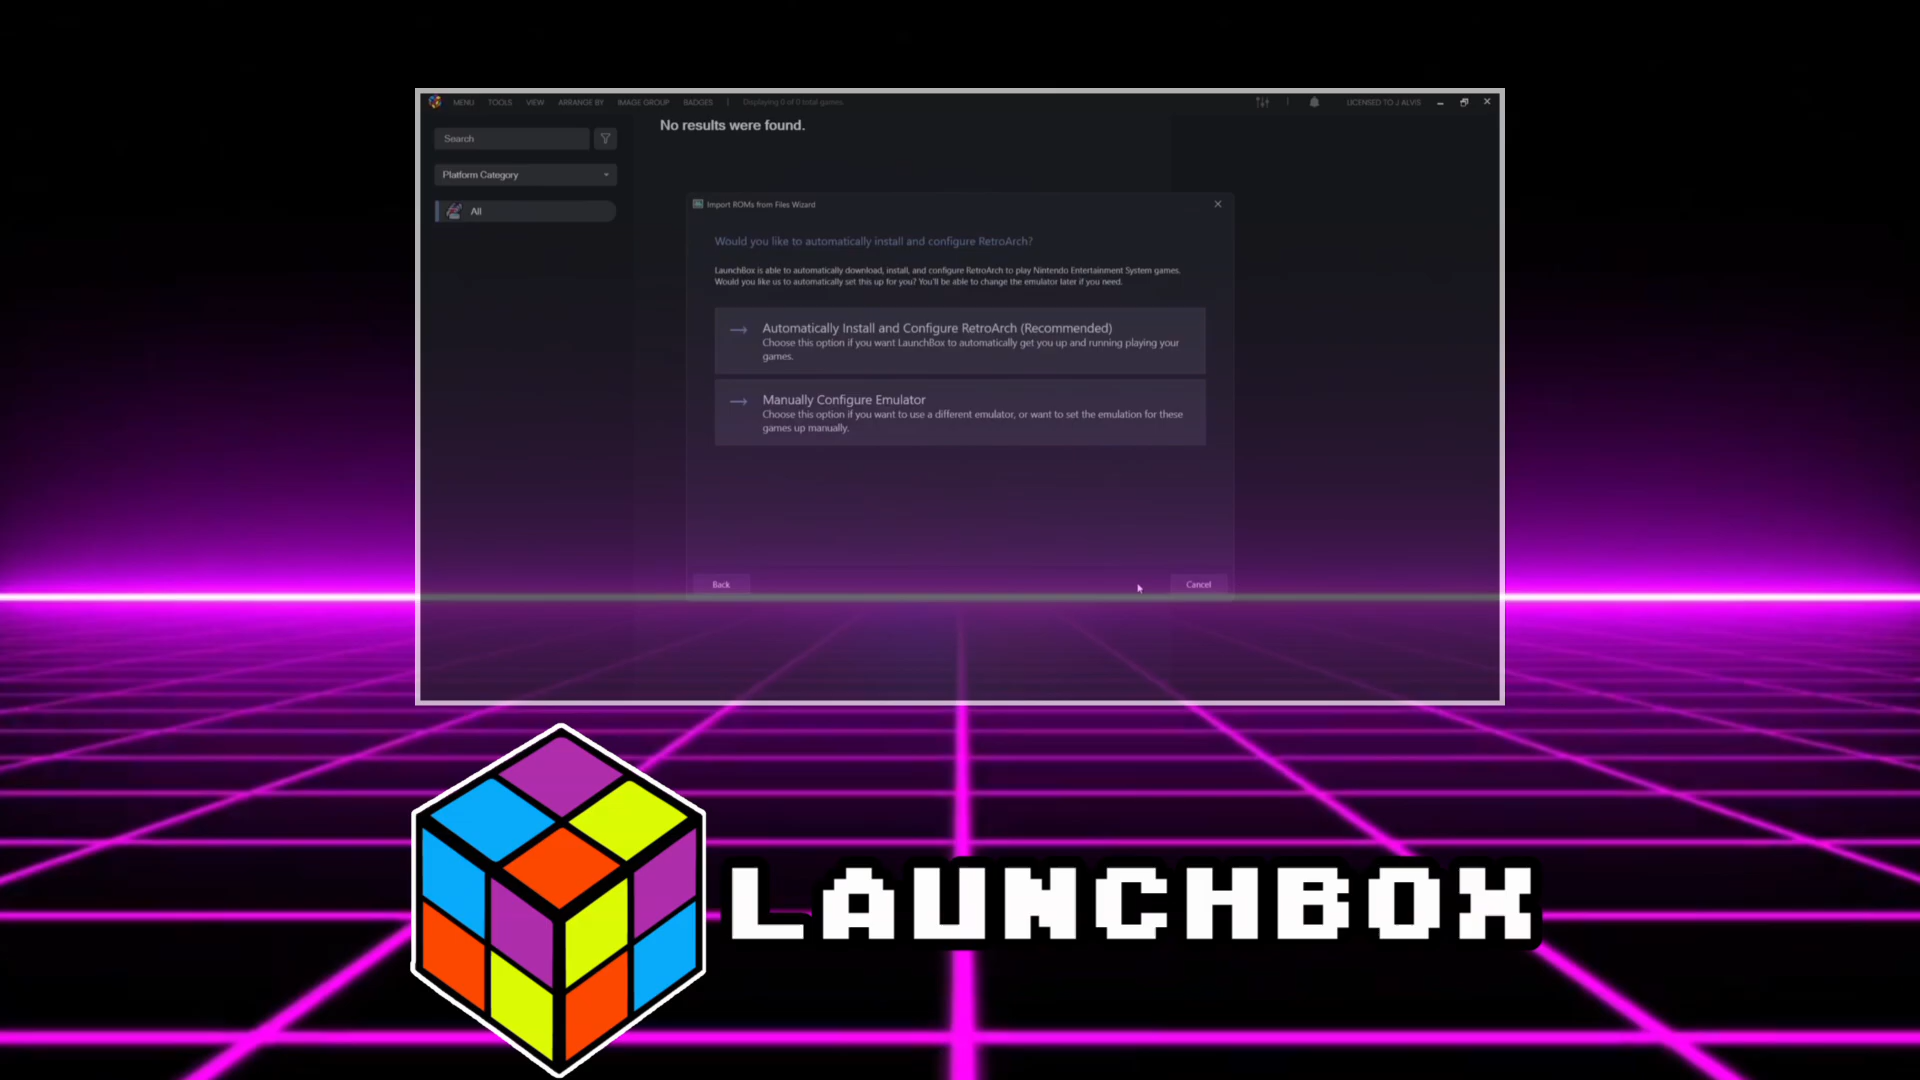 MENU TOOLS VIEW ARRANGE BY IMAGE GROUP BADGES | Displaying 0 of 0 total games. LICENSED TO J ALVIS
Search
No results were found.
Platform Category
All
Import ROMs from Files Wizard
Would you like to automatically install and configure RetroArch?
LaunchBox is able to automatically download, install, and configure RetroArch to play Nintendo Entertainment System games.
Would you like us to automatically set this up for you? You'll be able to change the emulator later if you need.
Automatically Install and Configure RetroArch (Recommended)
Choose this option if you want LaunchBox to automatically get you up and running playing your
games.
Manually Configure Emulator
Choose this option if you want to use a different emulator, or want to set the emulation for these
games up manually.
Back Cancel
LAUNCHBOX